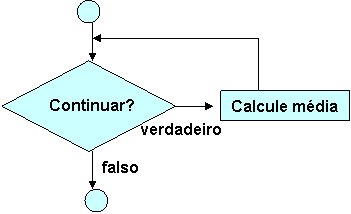 Continuar?
Calcule média
verdadeiro
falso